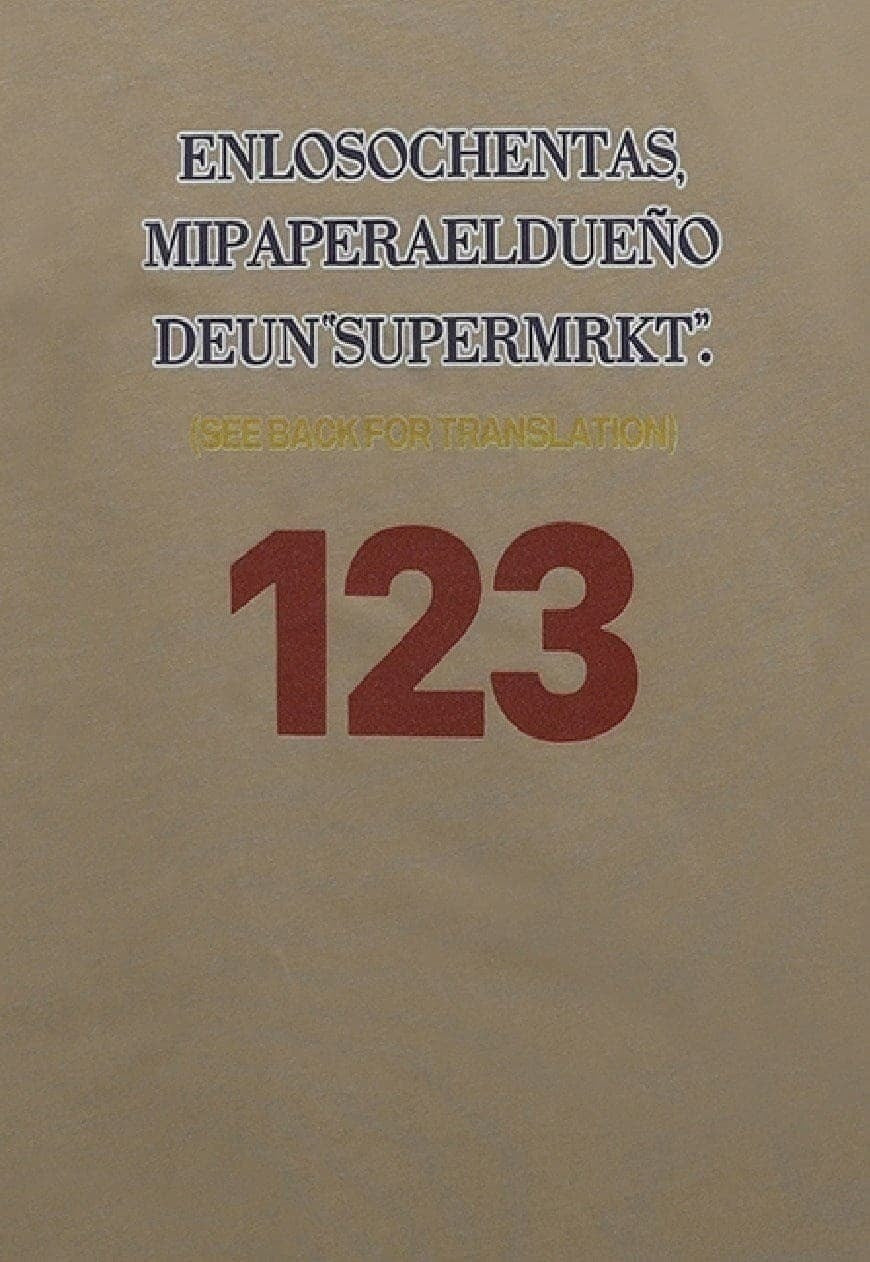 ENLOSOCHENTAS,
MIPAPERAELDUEÑO
DEUN"SUPERMRKT".
(SEE BACK FOR TRANSLATION)
123